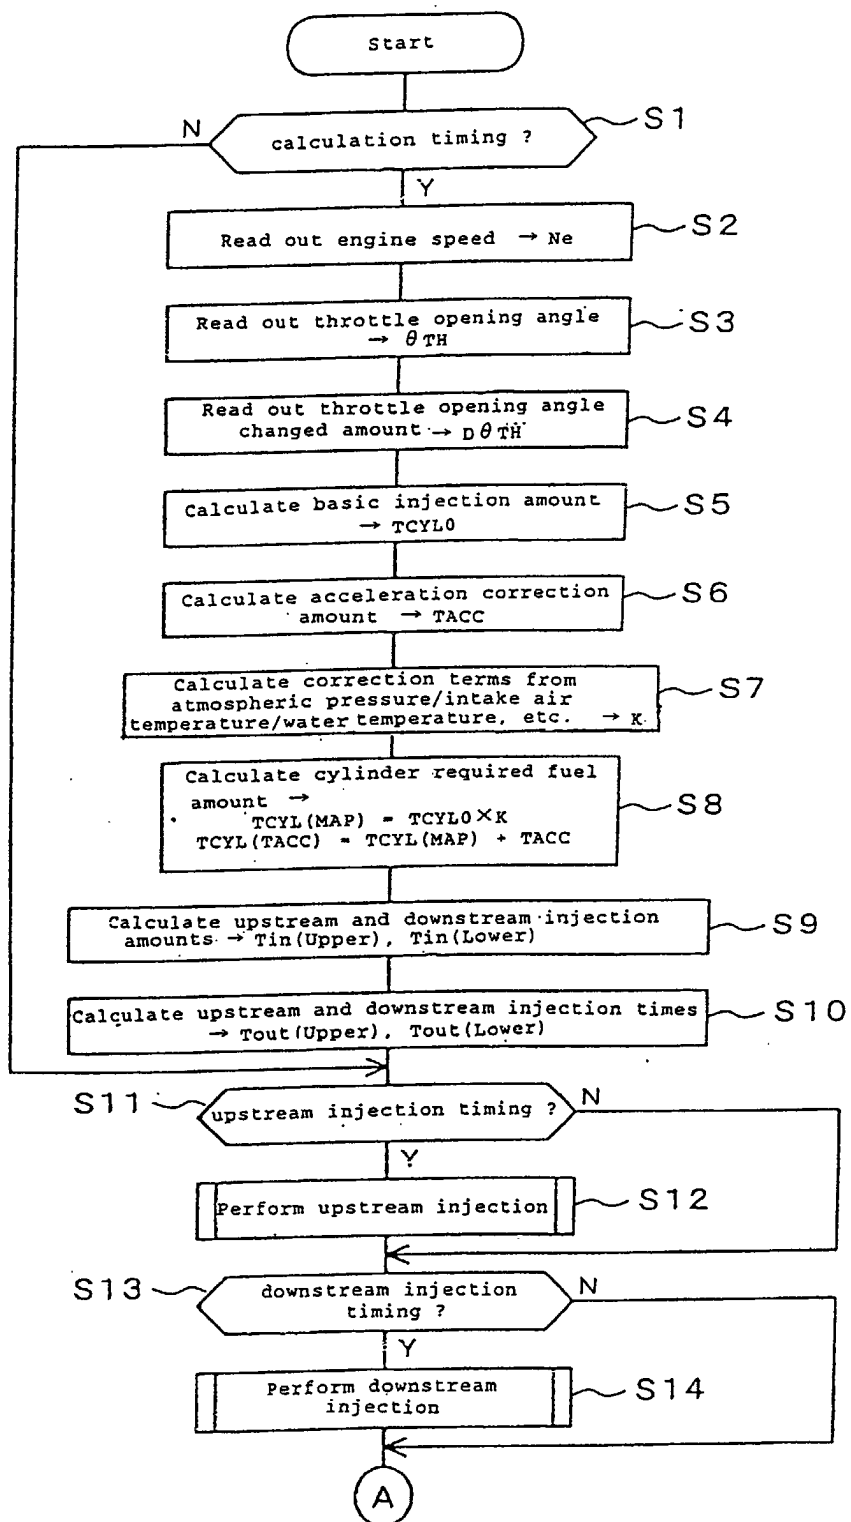 Start
N
calculation timing ?
S1
Y
Read out engine speed → Ne
S2
Read out throttle opening angle
→ θTH
S3
Read out throttle opening angle
changed amount → DθTH
S4
Calculate basic injection amount
→ TCYL0
S5
Calculate acceleration correction
amount → TACC
S6
Calculate correction terms from
atmospheric pressure/intake air
temperature/water temperature, etc. → K
S7
Calculate cylinder required fuel
amount →
TCYL(MAP) = TCYL0×K
TCYL(TACC) = TCYL(MAP) + TACC
S8
Calculate upstream and downstream injection
amounts → Tin(Upper), Tin(Lower)
S9
Calculate upstream and downstream injection times
→ Tout(Upper), Tout(Lower)
S10
S11
upstream injection timing ?
N
Y
Perform upstream injection
S12
S13
downstream injection
timing ?
N
Y
Perform downstream
injection
S14
A